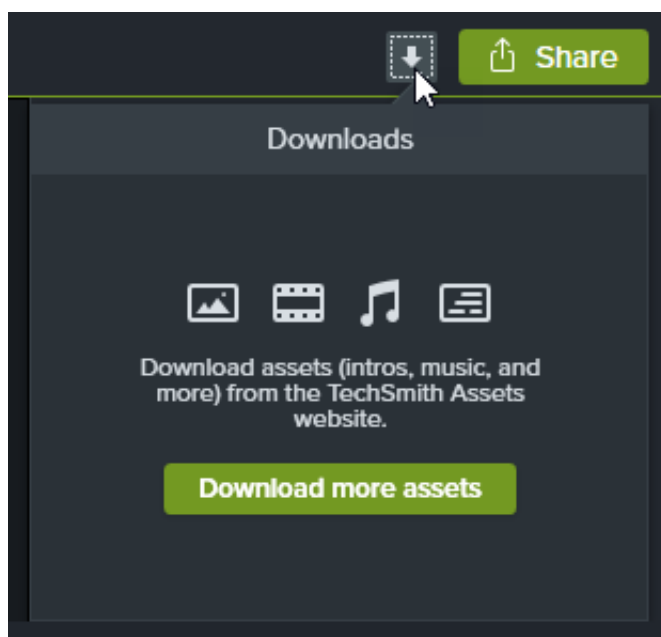 Share
Downloads
Download assets (intros, music, and
more) from the TechSmith Assets
website.
Download more assets